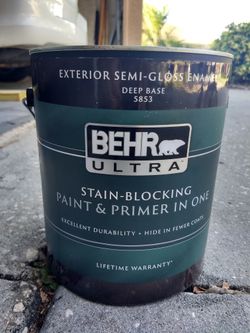 EXTERIOR SEMI-GLOSS ENAMEL
DEEP BASE
5853
BEHR
ULTRA
STAIN-BLOCKING
PAINT & PRIMER IN ONE
EXCELLENT DURABILITY • HIDE IN FEWER COATS
LIFETIME WARRANTY*